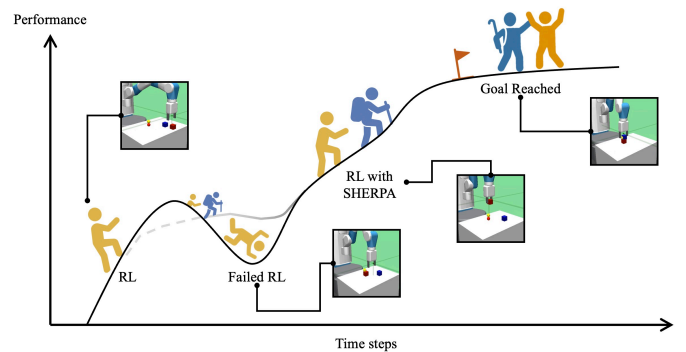 Performance
Goal Reached
RL with
SHERPA
RL
Failed RL
Time steps